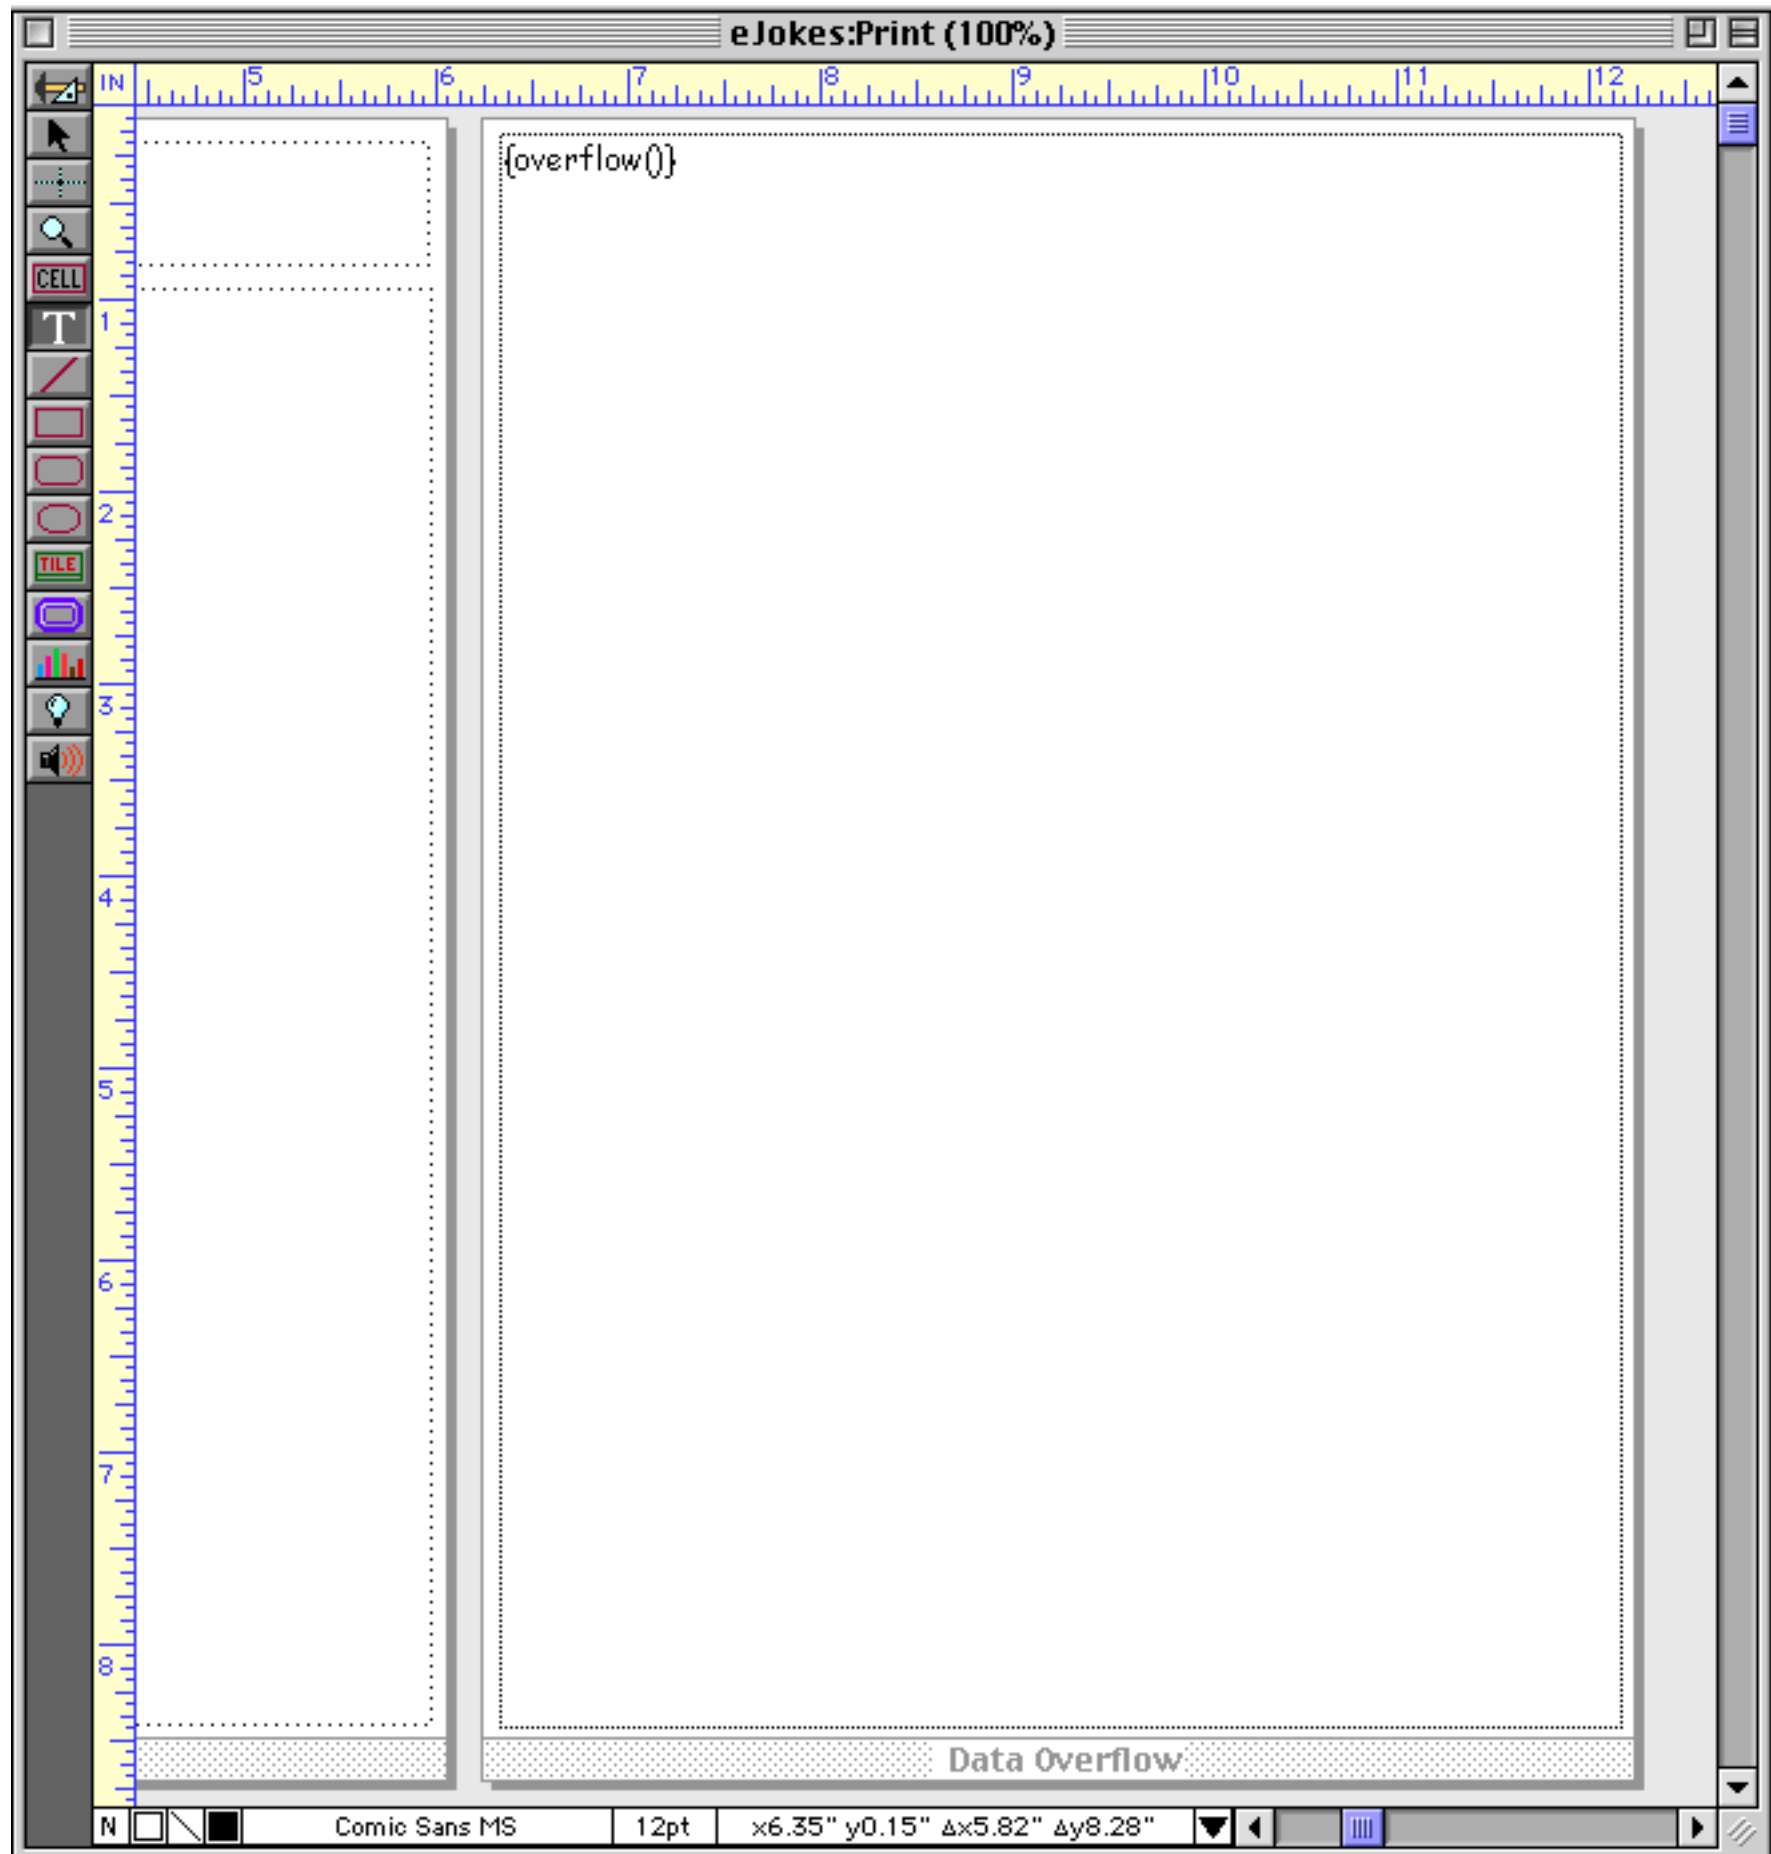 eJokes:Print (100%)
IN 5 6 7 8 9 10 11 12
{overflow()}
CELL
T
1
2
TILE
3
4
5
6
7
8
Data Overflow
N Comic Sans MS 12pt x6.35" y0.15" Δx5.82" Δy8.28"